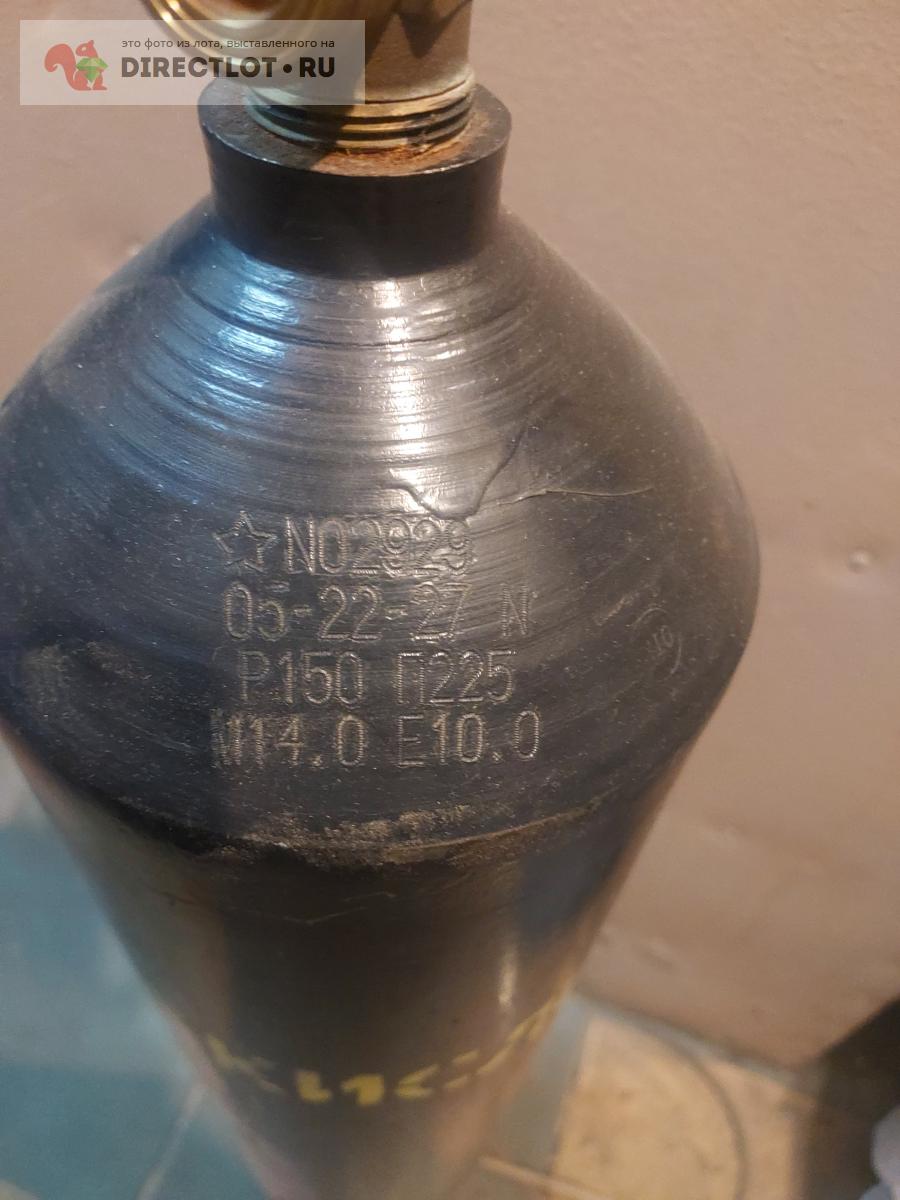 это фото из лота, выставленного на
DIRECTLOT•RU
☆N02929
05-22-27 N
P150 П225
M14.0 E10.0